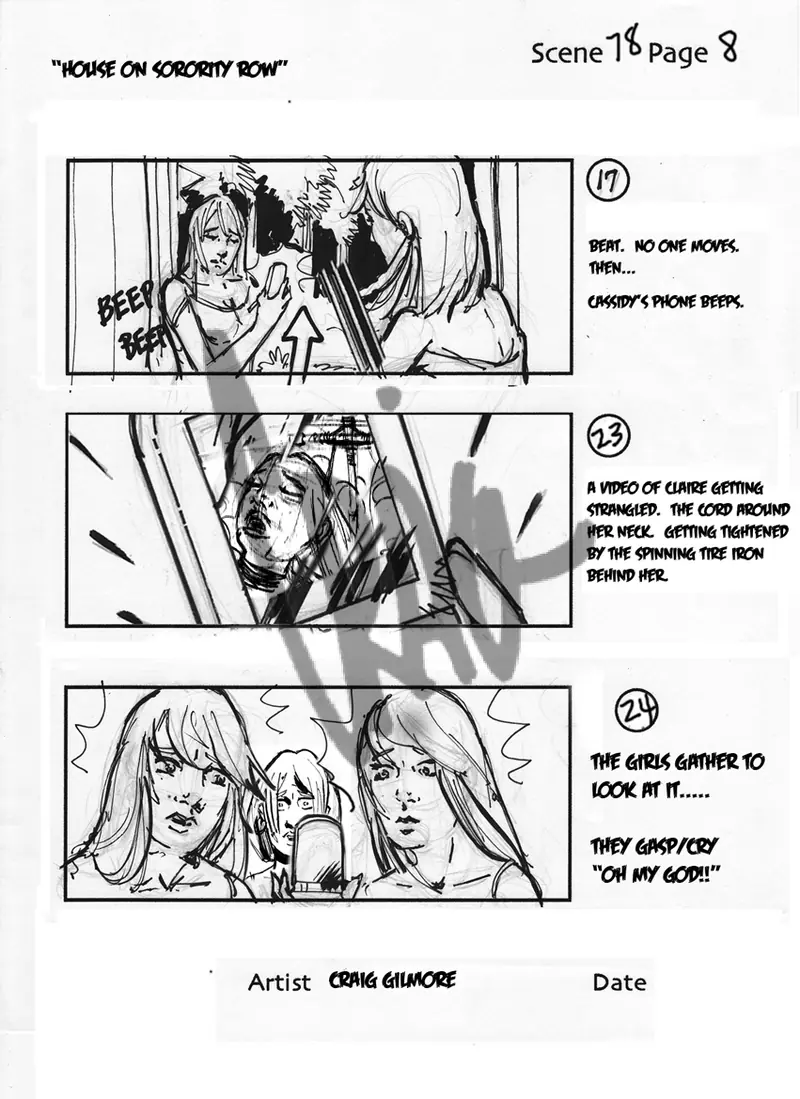 "HOUSE ON SORORITY ROW"
Scene 78 Page 8
17
BEAT. NO ONE MOVES.
THEN...
CASSIDY'S PHONE BEEPS.
BEEP
BEEP
23
A VIDEO OF CLAIRE GETTING
STRANGLED. THE CORD AROUND
HER NECK. GETTING TIGHTENED
BY THE SPINNING TIRE IRON
BEHIND HER.
24
THE GIRLS GATHER TO
LOOK AT IT.....
THEY GASP/CRY
"OH MY GOD!!"
Artist CRAIG GILMORE
Date